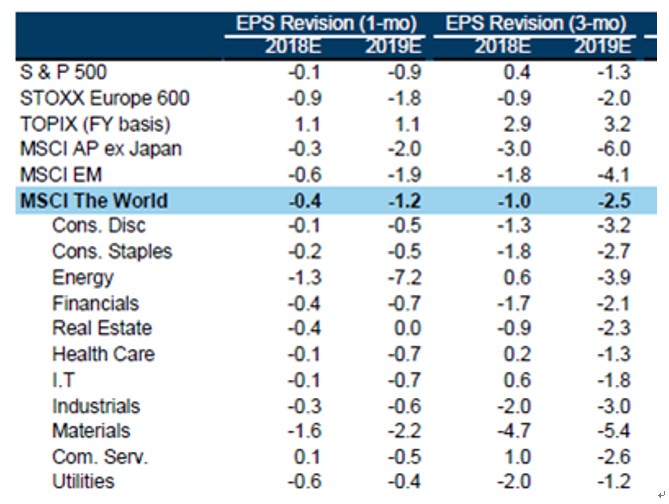 EPS Revision (1-mo) EPS Revision (3-mo)
2018E 2019E 2018E 2019E
S & P 500 -0.1 -0.9 0.4 -1.3
STOXX Europe 600 -0.9 -1.8 -0.9 -2.0
TOPIX (FY basis) 1.1 1.1 2.9 3.2
MSCI AP ex Japan -0.3 -2.0 -3.0 -6.0
MSCI EM -0.6 -1.9 -1.8 -4.1
MSCI The World -0.4 -1.2 -1.0 -2.5
Cons. Disc -0.1 -0.5 -1.3 -3.2
Cons. Staples -0.2 -0.5 -1.8 -2.7
Energy -1.3 -7.2 0.6 -3.9
Financials -0.4 -0.7 -1.7 -2.1
Real Estate -0.4 0.0 -0.9 -2.3
Health Care -0.1 -0.7 0.2 -1.3
I.T -0.1 -0.7 0.6 -1.8
Industrials -0.3 -0.6 -2.0 -3.0
Materials -1.6 -2.2 -4.7 -5.4
Com. Serv. 0.1 -0.5 1.0 -2.6
Utilities -0.6 -0.4 -2.0 -1.2